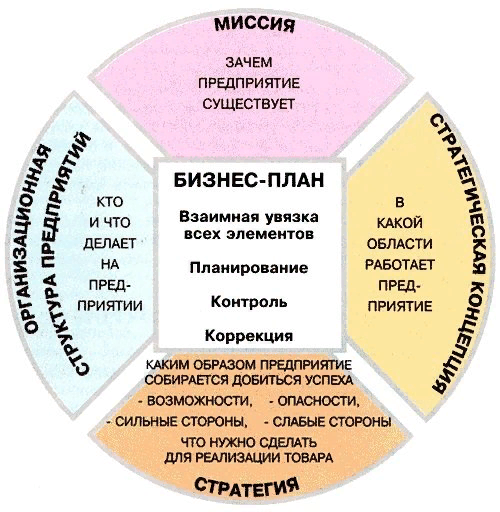 МИССИЯ
ЗАЧЕМ
ПРЕДПРИЯТИЕ
СУЩЕСТВУЕТ
ОРГАНИЗАЦИОННАЯ
СТРУКТУРА ПРЕДПРИЯТИЙ
КТО
И ЧТО
ДЕЛАЕТ
НА
ПРЕД-
ПРИЯТИИ
БИЗНЕС-ПЛАН
Взаимная увязка
всех элементов
Планирование
Контроль
Коррекция
СТРАТЕГИЧЕСКАЯ КОНЦЕПЦИЯ
В
КАКОЙ
ОБЛАСТИ
РАБОТАЕТ
ПРЕД-
ПРИЯТИЕ
КАКИМ ОБРАЗОМ ПРЕДПРИЯТИЕ
СОБИРАЕТСЯ ДОБИТЬСЯ УСПЕХА
- ВОЗМОЖНОСТИ, - ОПАСНОСТИ,
- СИЛЬНЫЕ СТОРОНЫ, - СЛАБЫЕ СТОРОНЫ
ЧТО НУЖНО СДЕЛАТЬ
ДЛЯ РЕАЛИЗАЦИИ ТОВАРА
СТРАТЕГИЯ